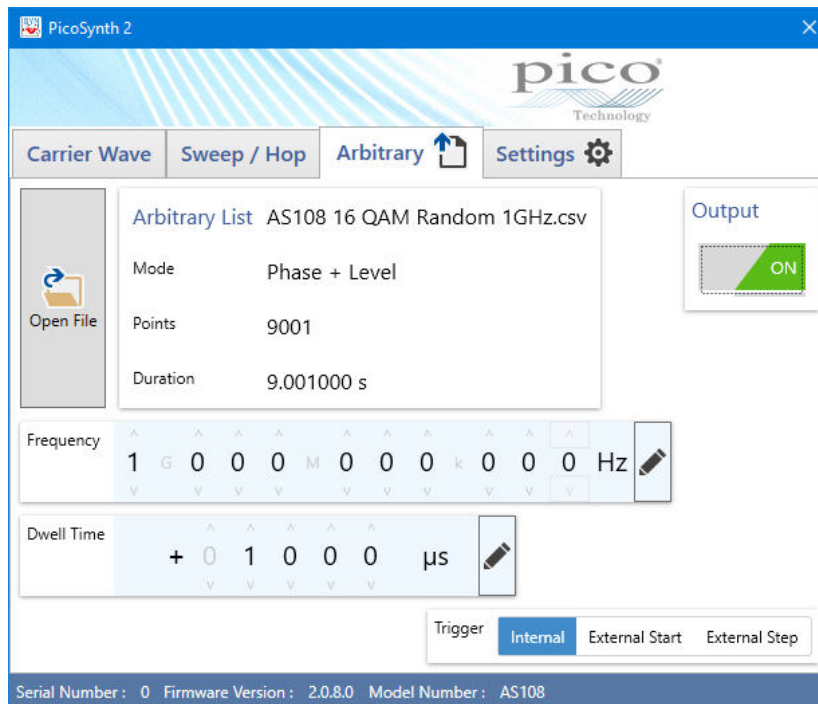 PicoSynth 2
pico
Technology
Carrier Wave Sweep / Hop Arbitrary Settings
Open File
Arbitrary List AS108 16 QAM Random 1GHz.csv
Mode Phase + Level
Points 9001
Duration 9.001000 s
Output
ON
Frequency 1 G 0 0 0 M 0 0 0 k 0 0 0 Hz
Dwell Time + 0 1 0 0 0 µs
Trigger Internal External Start External Step
Serial Number : 0 Firmware Version : 2.0.8.0 Model Number : AS108